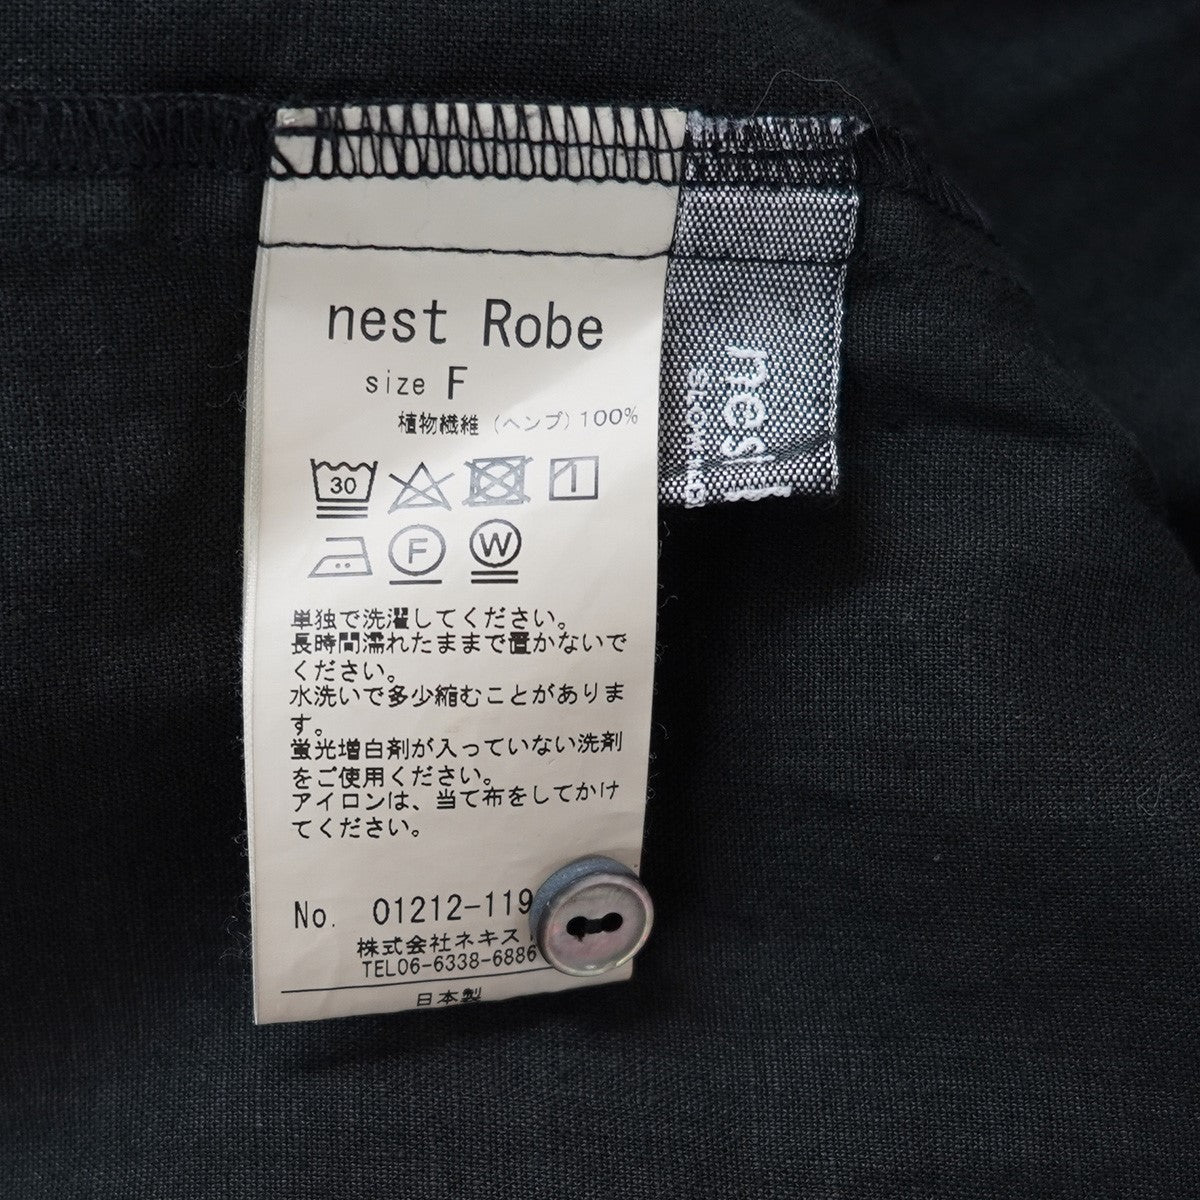 nest Robe
size F
植物繊維 (ヘンプ) 100%
30
1
F W
単独で洗濯してください。
長時間濡れたままで置かないで
ください。
水洗いで多少縮むことがありま
す。
蛍光増白剤が入っていない洗剤
をご使用ください。
アイロンは、当て布をしてかけ
てください。
No. 01212-119
株式会社ネキス
TEL06-6338-6886
日本製
nest